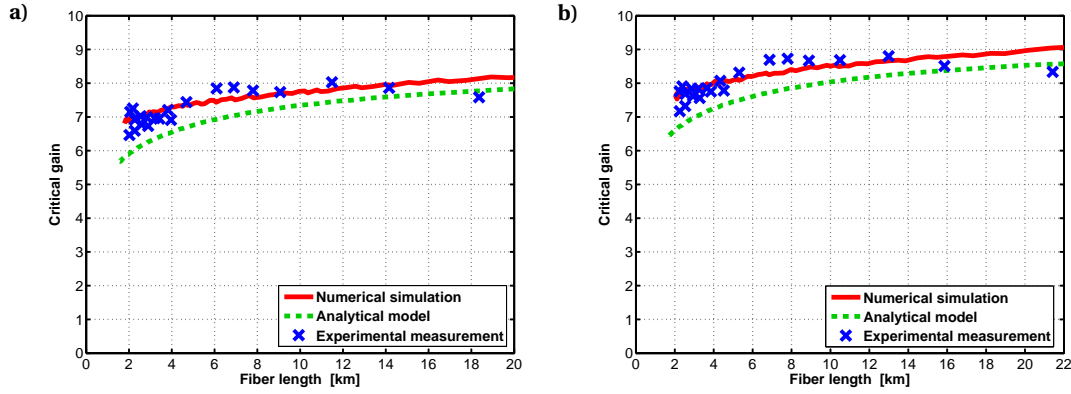 a)
10
9
8
7
6
5
4
3
2
1
0
Critical gain
0 2 4 6 8 10 12 14 16 18 20
Fiber length [km]
Numerical simulation
Analytical model
Experimental measurement
b)
10
9
8
7
6
5
4
3
2
1
0
Critical gain
0 2 4 6 8 10 12 14 16 18 20 22
Fiber length [km]
Numerical simulation
Analytical model
Experimental measurement